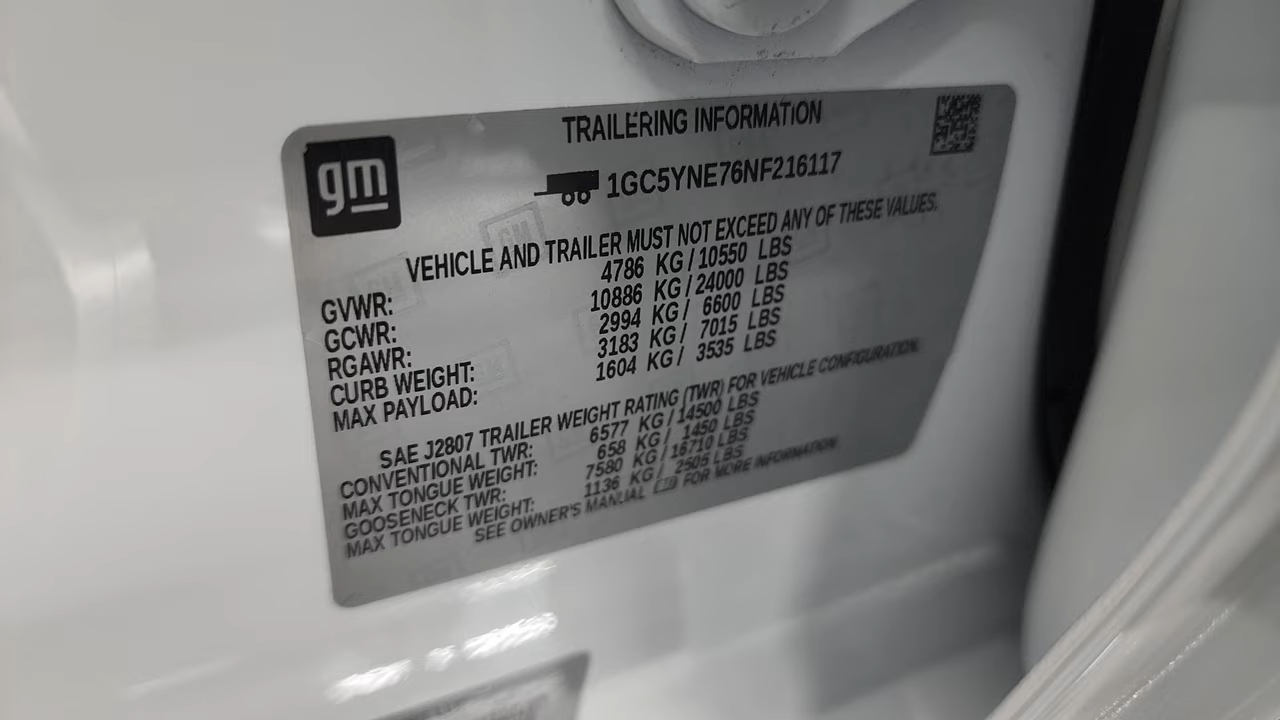 gm
TRAILERING INFORMATION
1GC5YNE76NF216117
VEHICLE AND TRAILER MUST NOT EXCEED ANY OF THESE VALUES.
GVWR: 4786 KG / 10550 LBS
GCWR: 10886 KG / 24000 LBS
RGAWR: 2994 KG / 6600 LBS
CURB WEIGHT: 3183 KG / 7015 LBS
MAX PAYLOAD: 1604 KG / 3535 LBS
SAE J2807 TRAILER WEIGHT RATING (TWR) FOR VEHICLE CONFIGURATION.
CONVENTIONAL TWR: 6577 KG / 14500 LBS
MAX TONGUE WEIGHT: 658 KG / 1450 LBS
GOOSENECK TWR: 7580 KG / 16710 LBS
MAX TONGUE WEIGHT: 1136 KG / 2505 LBS
SEE OWNER'S MANUAL FOR MORE INFORMATION.